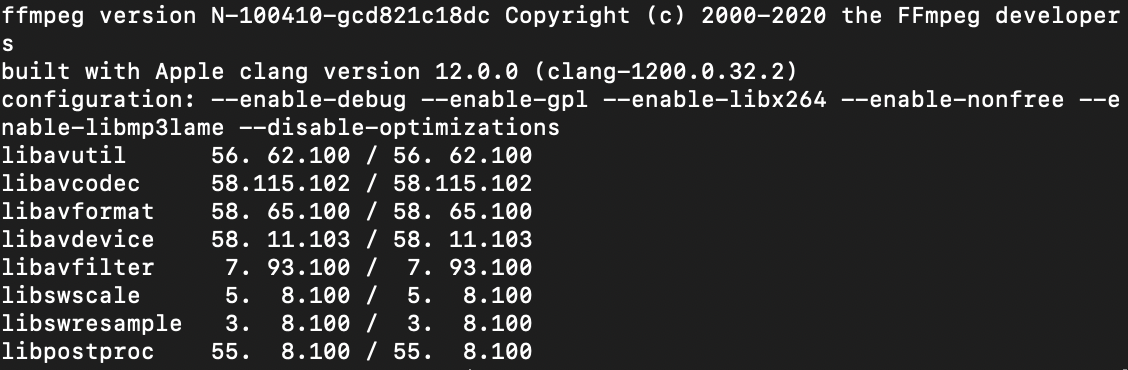 ffmpeg version N-100410-gcd821c18dc Copyright (c) 2000-2020 the FFmpeg developer
s
built with Apple clang version 12.0.0 (clang-1200.0.32.2)
configuration: --enable-debug --enable-gpl --enable-libx264 --enable-nonfree --e
nable-libmp3lame --disable-optimizations
libavutil      56. 62.100 / 56. 62.100
libavcodec     58.115.102 / 58.115.102
libavformat    58. 65.100 / 58. 65.100
libavdevice    58. 11.103 / 58. 11.103
libavfilter     7. 93.100 /  7. 93.100
libswscale      5.  8.100 /  5.  8.100
libswresample   3.  8.100 /  3.  8.100
libpostproc    55.  8.100 / 55.  8.100